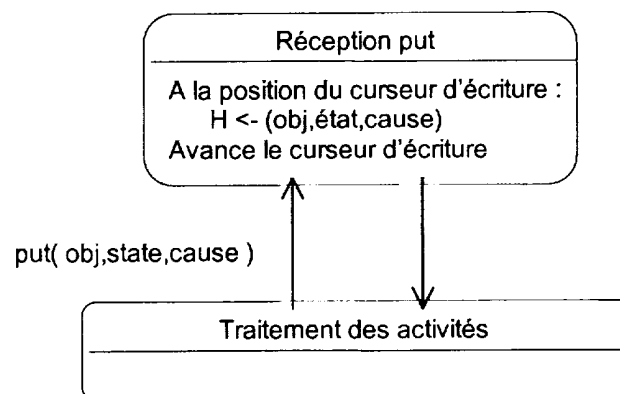 Réception put
A la position du curseur d'écriture :
H <- (obj,état,cause)
Avance le curseur d'écriture
put( obj,state,cause )
Traitement des activités